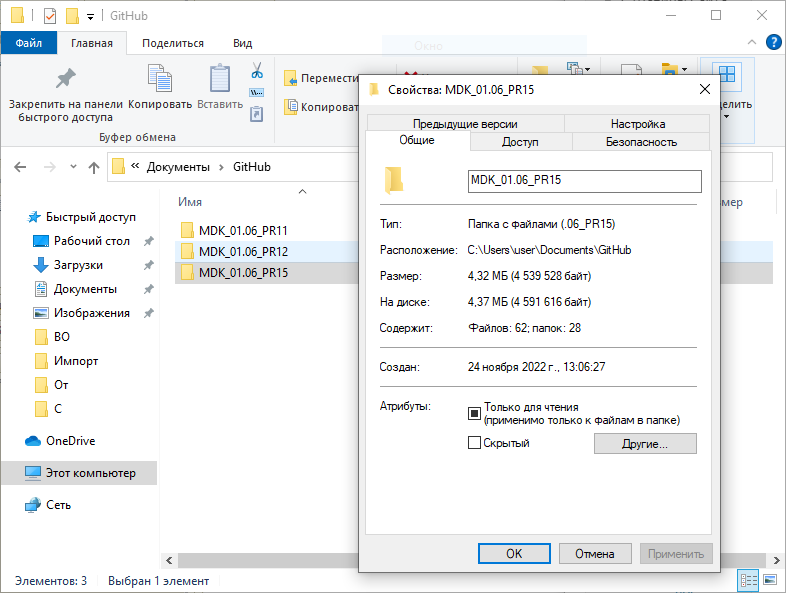 GitHub
Файл
Главная
Поделиться
Вид
Окно
Закрепить на панели
быстрого доступа
Копировать
Вставить
Перемести
Копироват
делить
Буфер обмена
« Документы > GitHub
Имя
мер
Быстрый доступ
Рабочий стол
Загрузки
Документы
Изображения
ВО
Импорт
От
С
OneDrive
Этот компьютер
Сеть
MDK_01.06_PR11
MDK_01.06_PR12
MDK_01.06_PR15
Элементов: 3
Выбран 1 элемент
Свойства: MDK_01.06_PR15
Предыдущие версии
Настройка
Общие
Доступ
Безопасность
MDK_01.06_PR15
Тип: Папка с файлами (.06_PR15)
Расположение: C:\Users\user\Documents\GitHub
Размер: 4,32 МБ (4 539 528 байт)
На диске: 4,37 МБ (4 591 616 байт)
Содержит: Файлов: 62; папок: 28
Создан: 24 ноября 2022 г., 13:06:27
Атрибуты: Только для чтения
(применимо только к файлам в папке)
Скрытый
Другие...
OK
Отмена
Применить